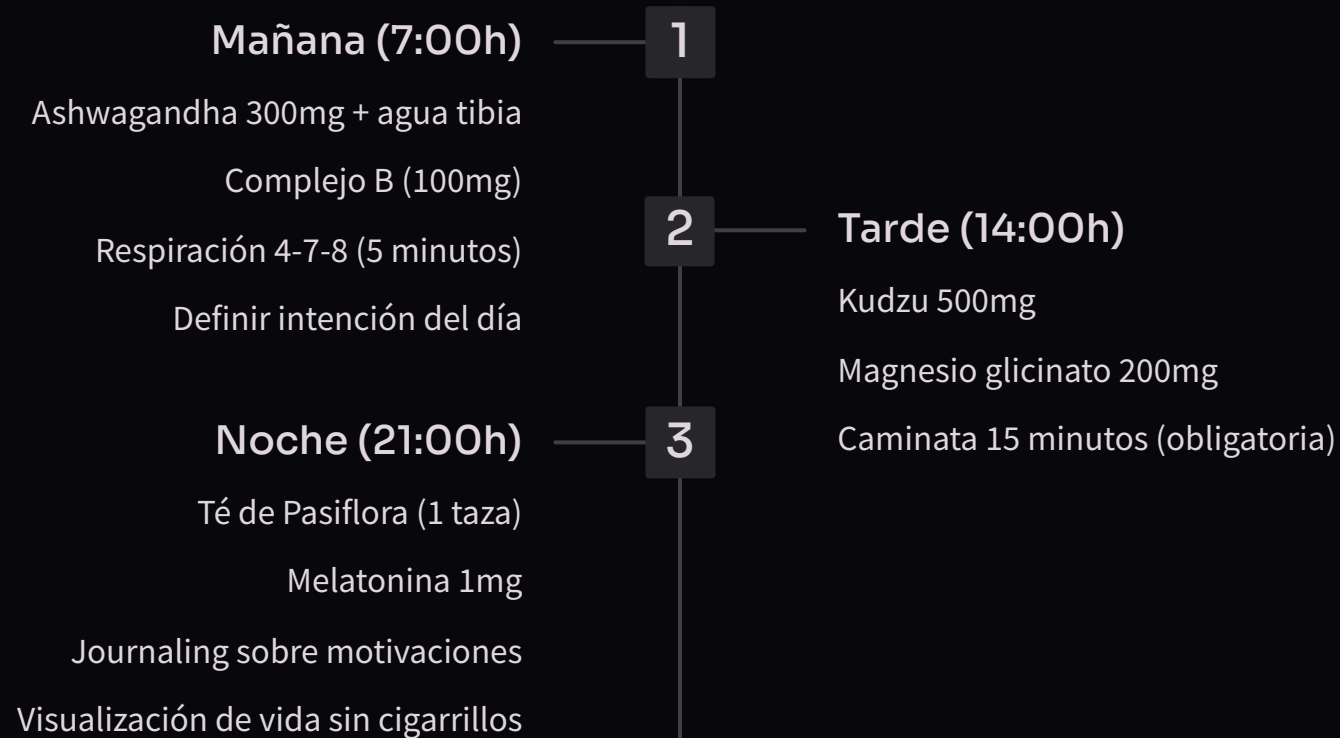 Mañana (7:00h)
1
Ashwagandha 300mg + agua tibia
Complejo B (100mg)
Respiración 4-7-8 (5 minutos)
Definir intención del día
2
Tarde (14:00h)
Kudzu 500mg
Magnesio glicinato 200mg
Caminata 15 minutos (obligatoria)
Noche (21:00h)
3
Té de Pasiflora (1 taza)
Melatonina 1mg
Journaling sobre motivaciones
Visualización de vida sin cigarrillos